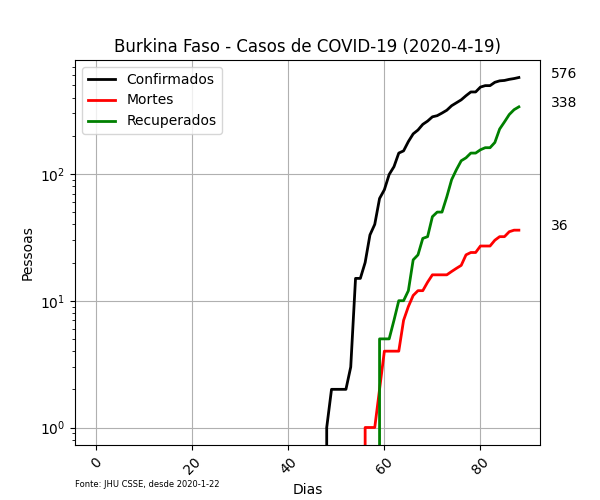 Burkina Faso - Casos de COVID-19 (2020-4-19)
Confirmados
Mortes
Recuperados
576
338
36
10²
10¹
10⁰
Pessoas
0
20
40
60
80
Dias
Fonte: JHU CSSE, desde 2020-1-22